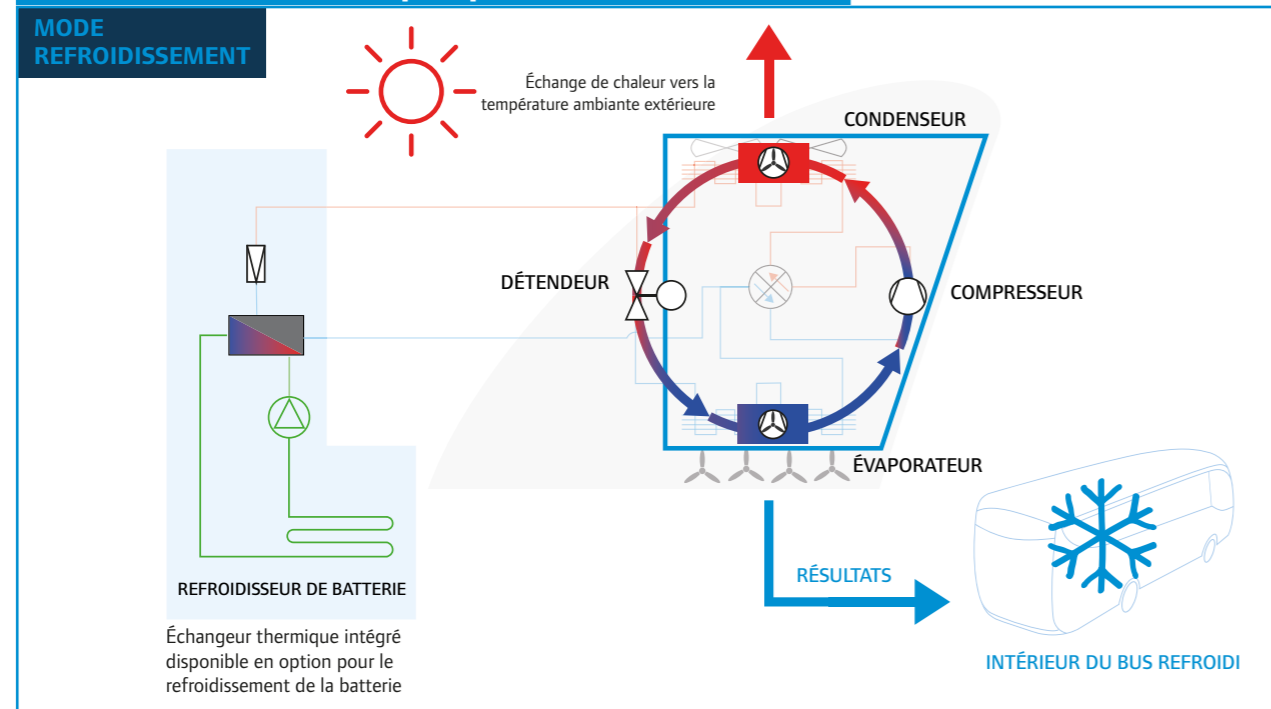 MODE
REFROIDISSEMENT
Échange de chaleur vers la
température ambiante extérieure
CONDENSEUR
DÉTENDEUR
COMPRESSEUR
ÉVAPORATEUR
RÉSULTATS
REFROIDISSEUR DE BATTERIE
Échangeur thermique intégré
disponible en option pour le
refroidissement de la batterie
INTÉRIEUR DU BUS REFROIDI